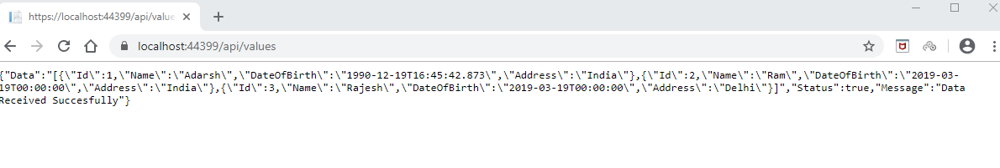 https://localhost:44399/api/value
localhost:44399/api/values
{"Data":"[{\"Id\":1,\"Name\":\"Adarsh\",\"DateOfBirth\":\"1990-12-19T16:45:42.873\",\"Address\":\"India\"},{\"Id\":2,\"Name\":\"Ram\",\"DateOfBirth\":\"2019-03-
19T00:00:00\",\"Address\":\"India\"},{\"Id\":3,\"Name\":\"Rajesh\",\"DateOfBirth\":\"2019-03-19T00:00:00\",\"Address\":\"Delhi\"}]","Status":true,"Message":"Data
Received Succesfully"}